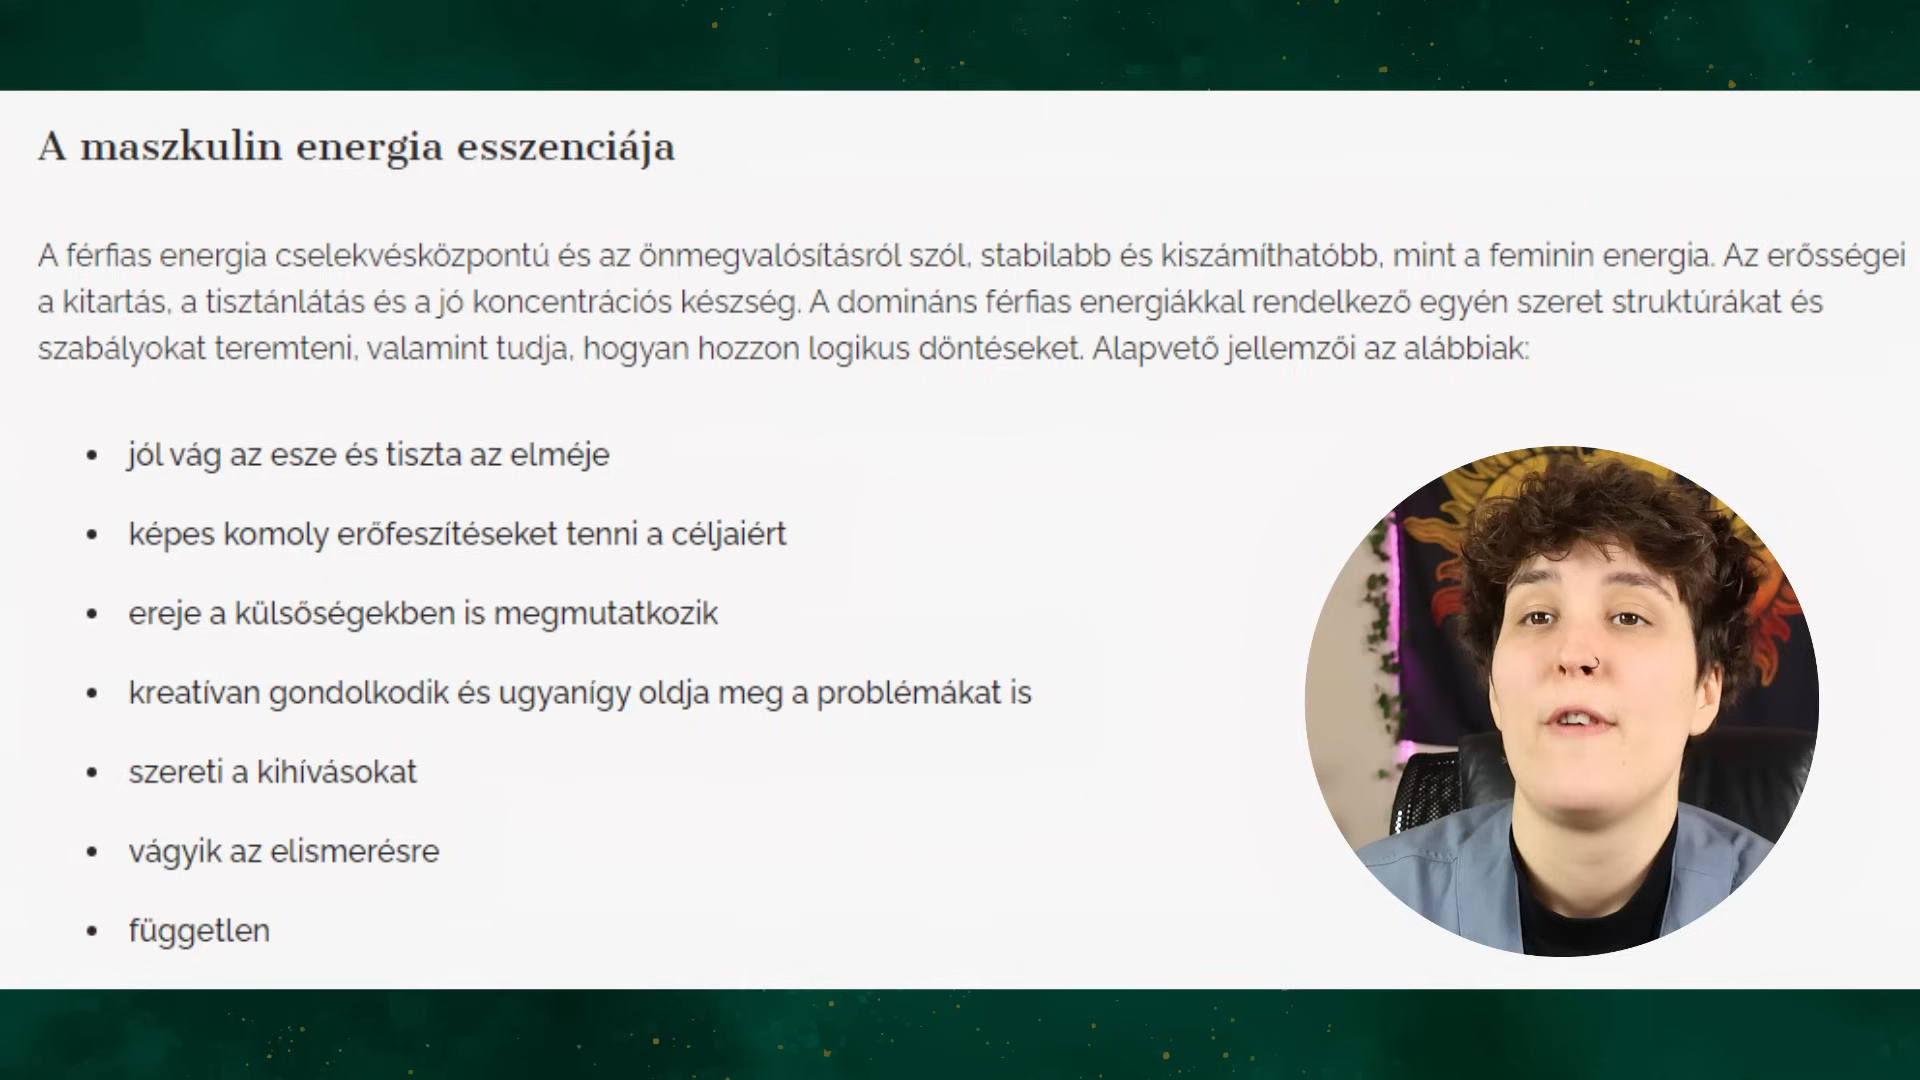 A maszkulin energia esszenciája
A férfias energia cselekvésközpontú és az önmegvalósításról szól, stabilabb és kiszámíthatóbb, mint a feminin energia. Az erősségei
a kitartás, a tisztánlátás és a jó koncentrációs készség. A domináns férfias energiákkal rendelkező egyén szeret struktúrákat és
szabályokat teremteni, valamint tudja, hogyan hozzon logikus döntéseket. Alapvető jellemzői az alábbiak:
• jól vág az esze és tiszta az elméje
• képes komoly erőfeszítéseket tenni a céljaiért
• ereje a külsőségekben is megmutatkozik
• kreatívan gondolkodik és ugyanígy oldja meg a problémákat is
• szereti a kihívásokat
• vágyik az elismerésre
• független